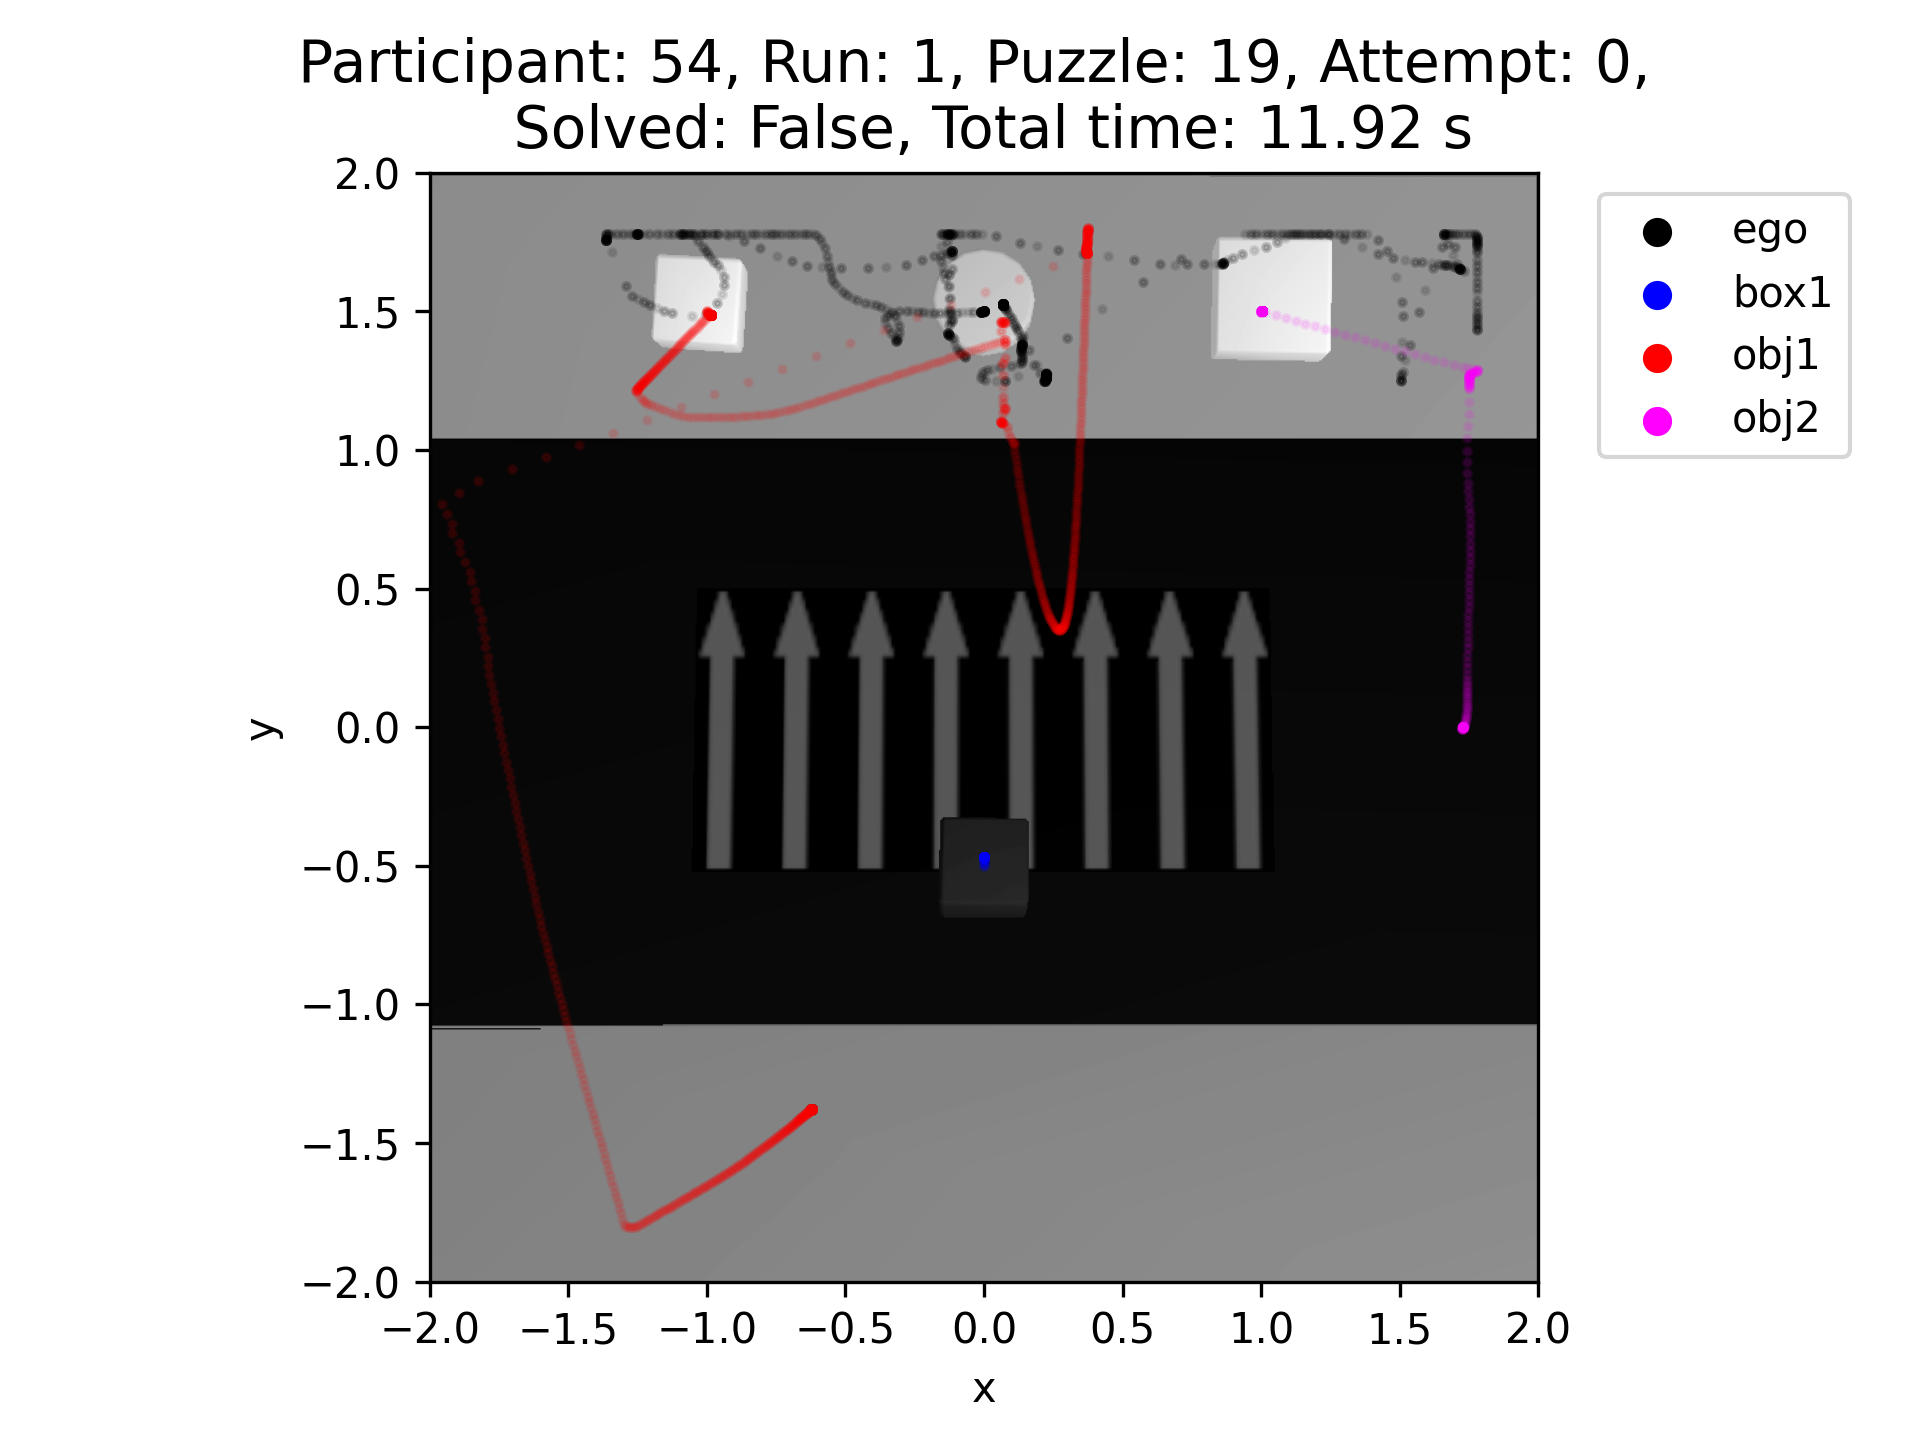 Participant: 54, Run: 1, Puzzle: 19, Attempt: 0,
Solved: False, Total time: 11.92 s
2.0
1.5
1.0
0.5
0.0
−0.5
−1.0
−1.5
−2.0
y
−2.0 −1.5 −1.0 −0.5 0.0 0.5 1.0 1.5 2.0
x
ego
box1
obj1
obj2